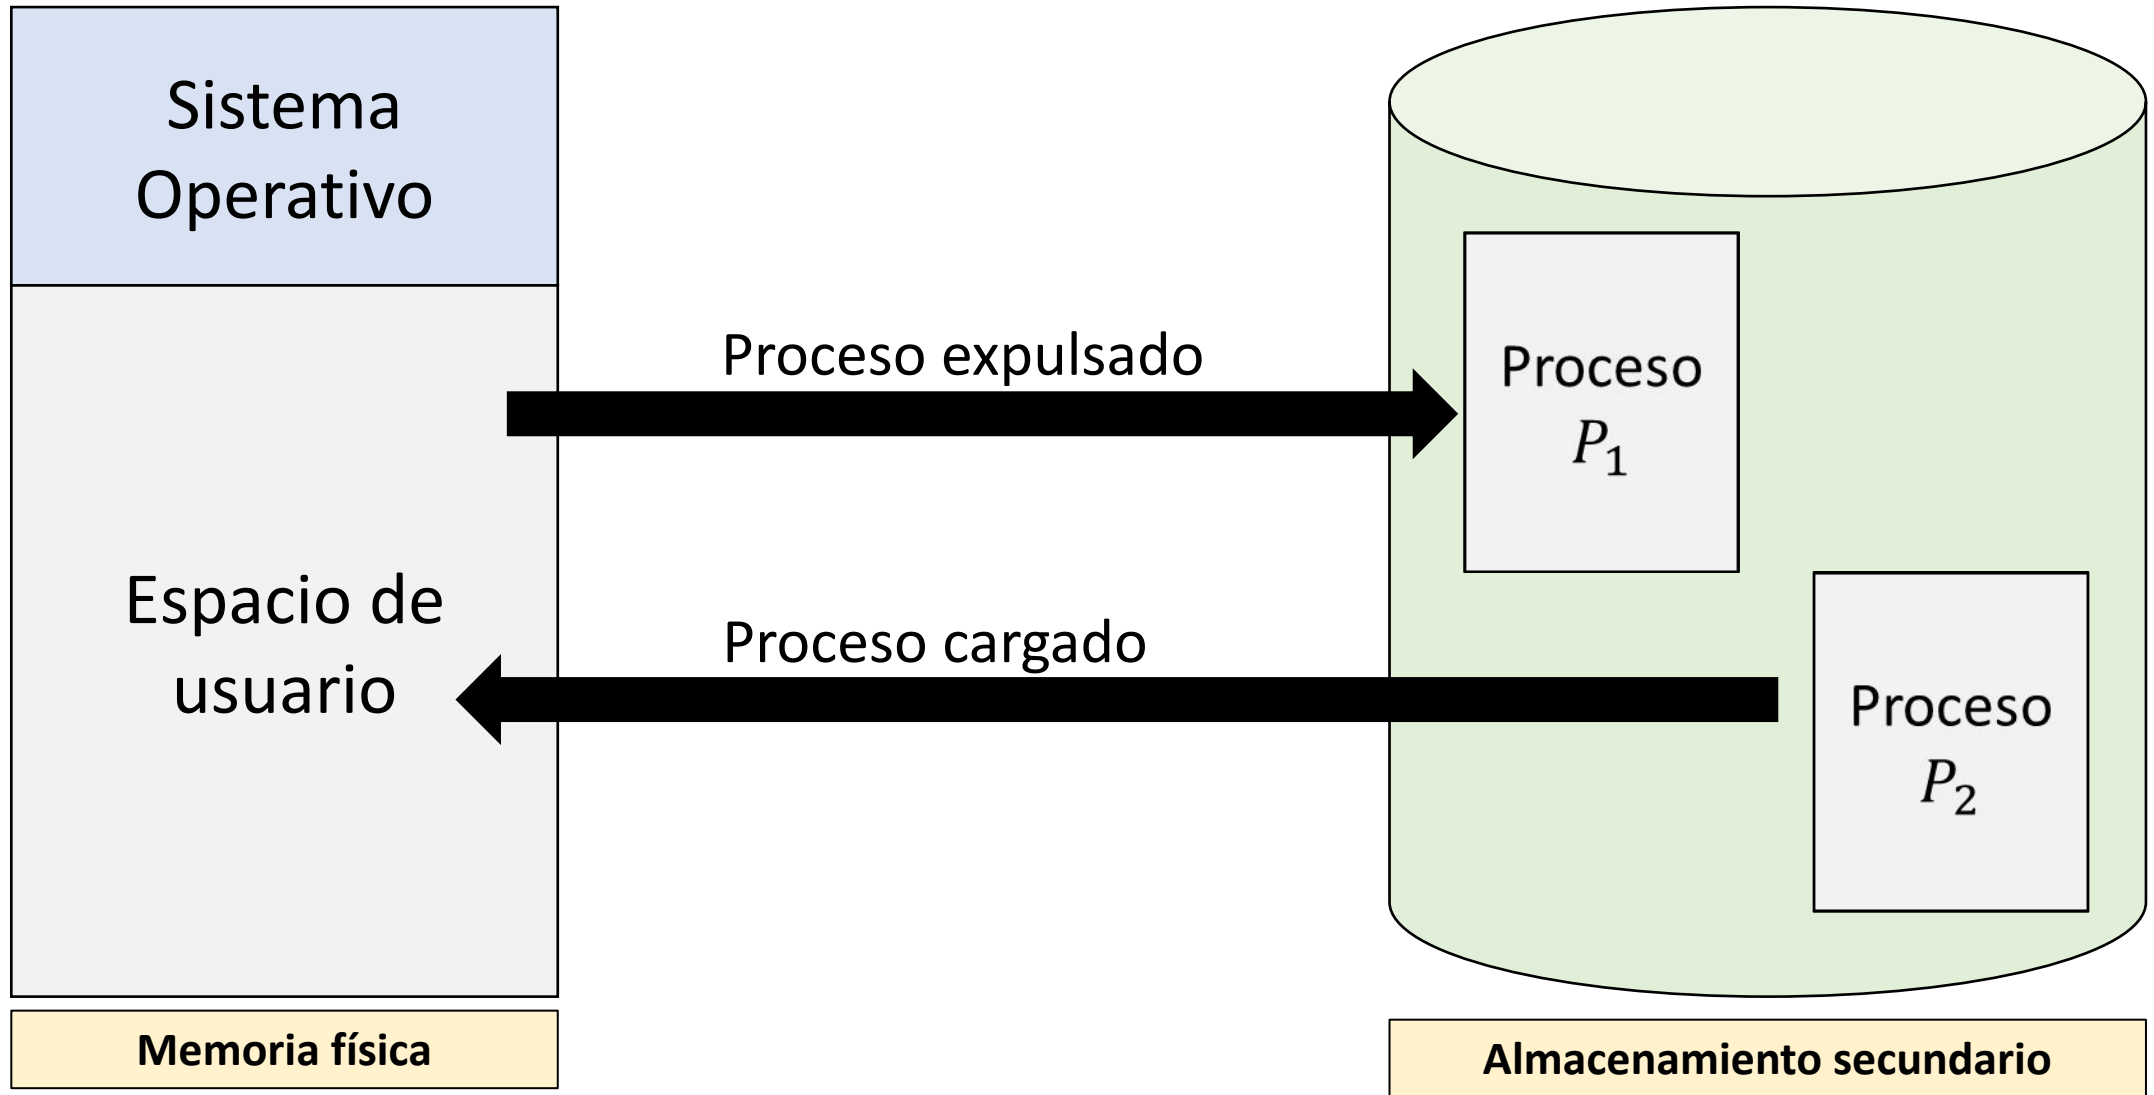 Sistema
Operativo
Espacio de
usuario
Memoria física
Proceso expulsado
Proceso cargado
Proceso
P₁
Proceso
P₂
Almacenamiento secundario